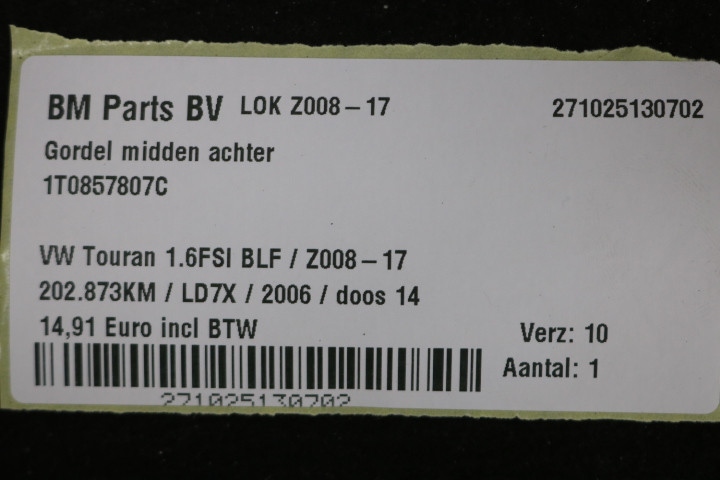 BM Parts BV LOK Z008-17 271025130702
Gordel midden achter
1T0857807C
VW Touran 1.6FSI BLF / Z008-17
202.873KM / LD7X / 2006 / doos 14
14,91 Euro incl BTW Verz: 10
Aantal: 1
271025130702